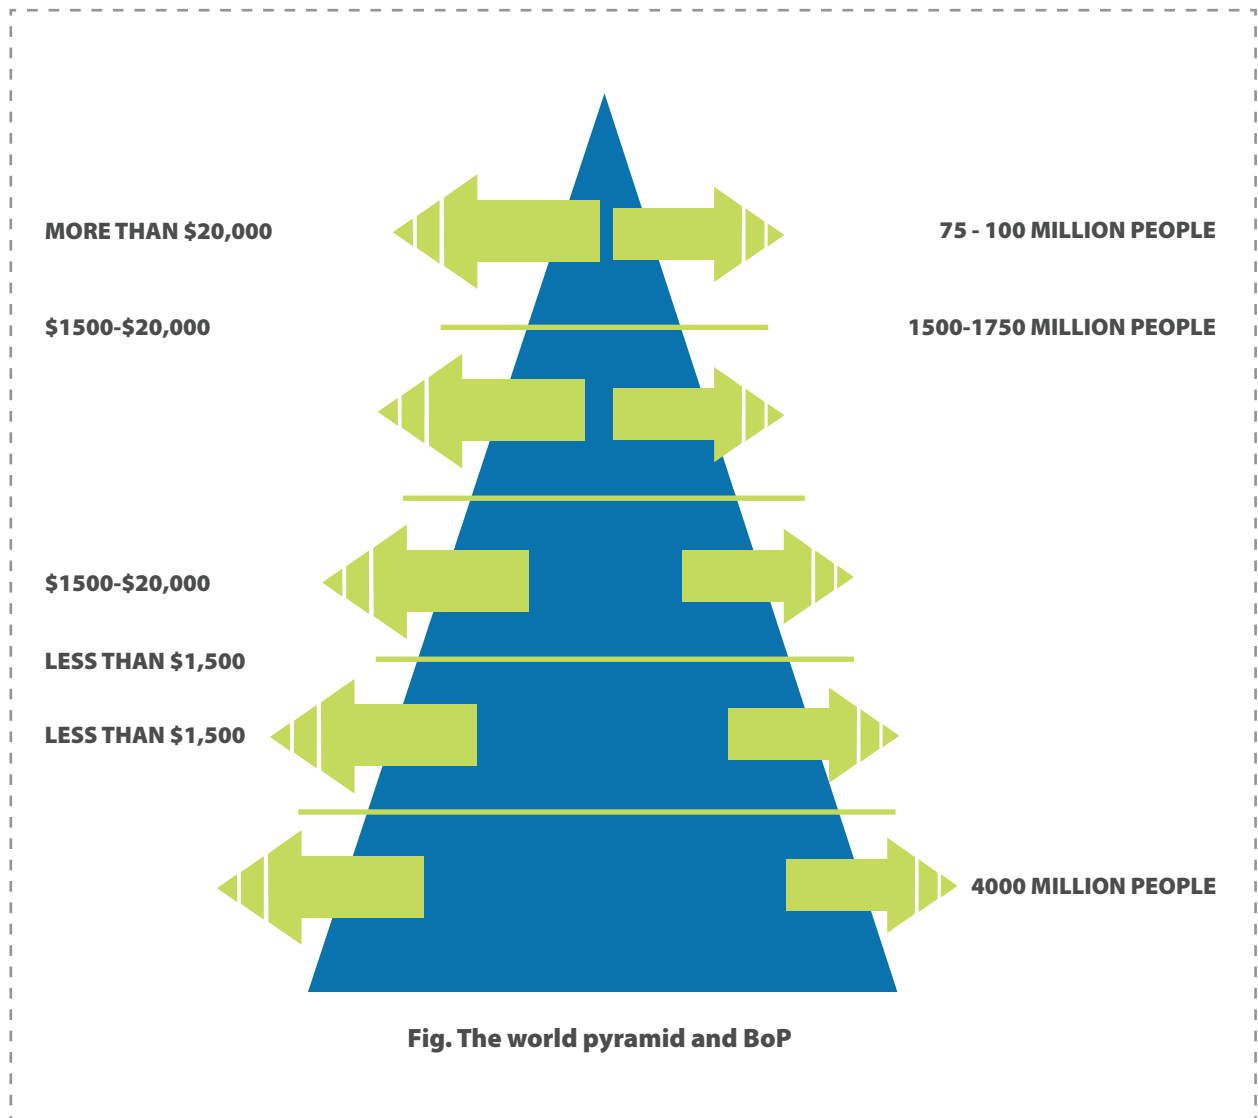 MORE THAN $20,000
75 - 100 MILLION PEOPLE
$1500-$20,000
1500-1750 MILLION PEOPLE
$1500-$20,000
LESS THAN $1,500
LESS THAN $1,500
4000 MILLION PEOPLE
Fig. The world pyramid and BoP